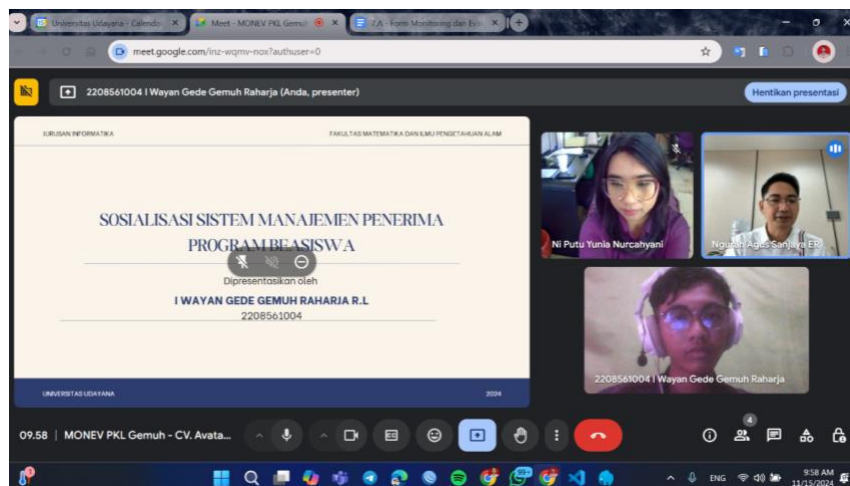 Universitas Udayana - Calenda
Meet - MONEV PKL Gemuh
7.A - Form Monitoring dan Ev
meet.google.com/inz-wqmv-nox?authuser=0
2208561004 I Wayan Gede Gemuh Raharja (Anda, presenter)
Hentikan presentasi
JURUSAN INFORMATIKA
FAKULTAS MATEMATIKA DAN ILMU PENGETAHUAN ALAM
SOSIALISASI SISTEM MANAJEMEN PENERIMA
PROGRAM BEASISWA
Dipresentasikan oleh
I WAYAN GEDE GEMUH RAHARJA R.L
2208561004
UNIVERSITAS UDAYANA
2024
Ni Putu Yunia Nurcahyani
Ngurah Agus Sanjaya ER
2208561004 I Wayan Gede Gemuh Raharja
09.58 | MONEV PKL Gemuh - CV. Avata...
4
99+
ENG
9:58 AM
11/15/2024